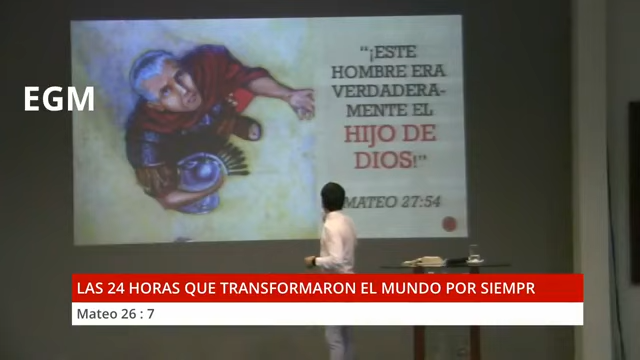 EGM
“¡ESTE
HOMBRE ERA
VERDADERA-
MENTE EL
HIJO DE
DIOS!”
MATEO 27:54
LAS 24 HORAS QUE TRANSFORMARON EL MUNDO POR SIEMPR
Mateo 26 : 7